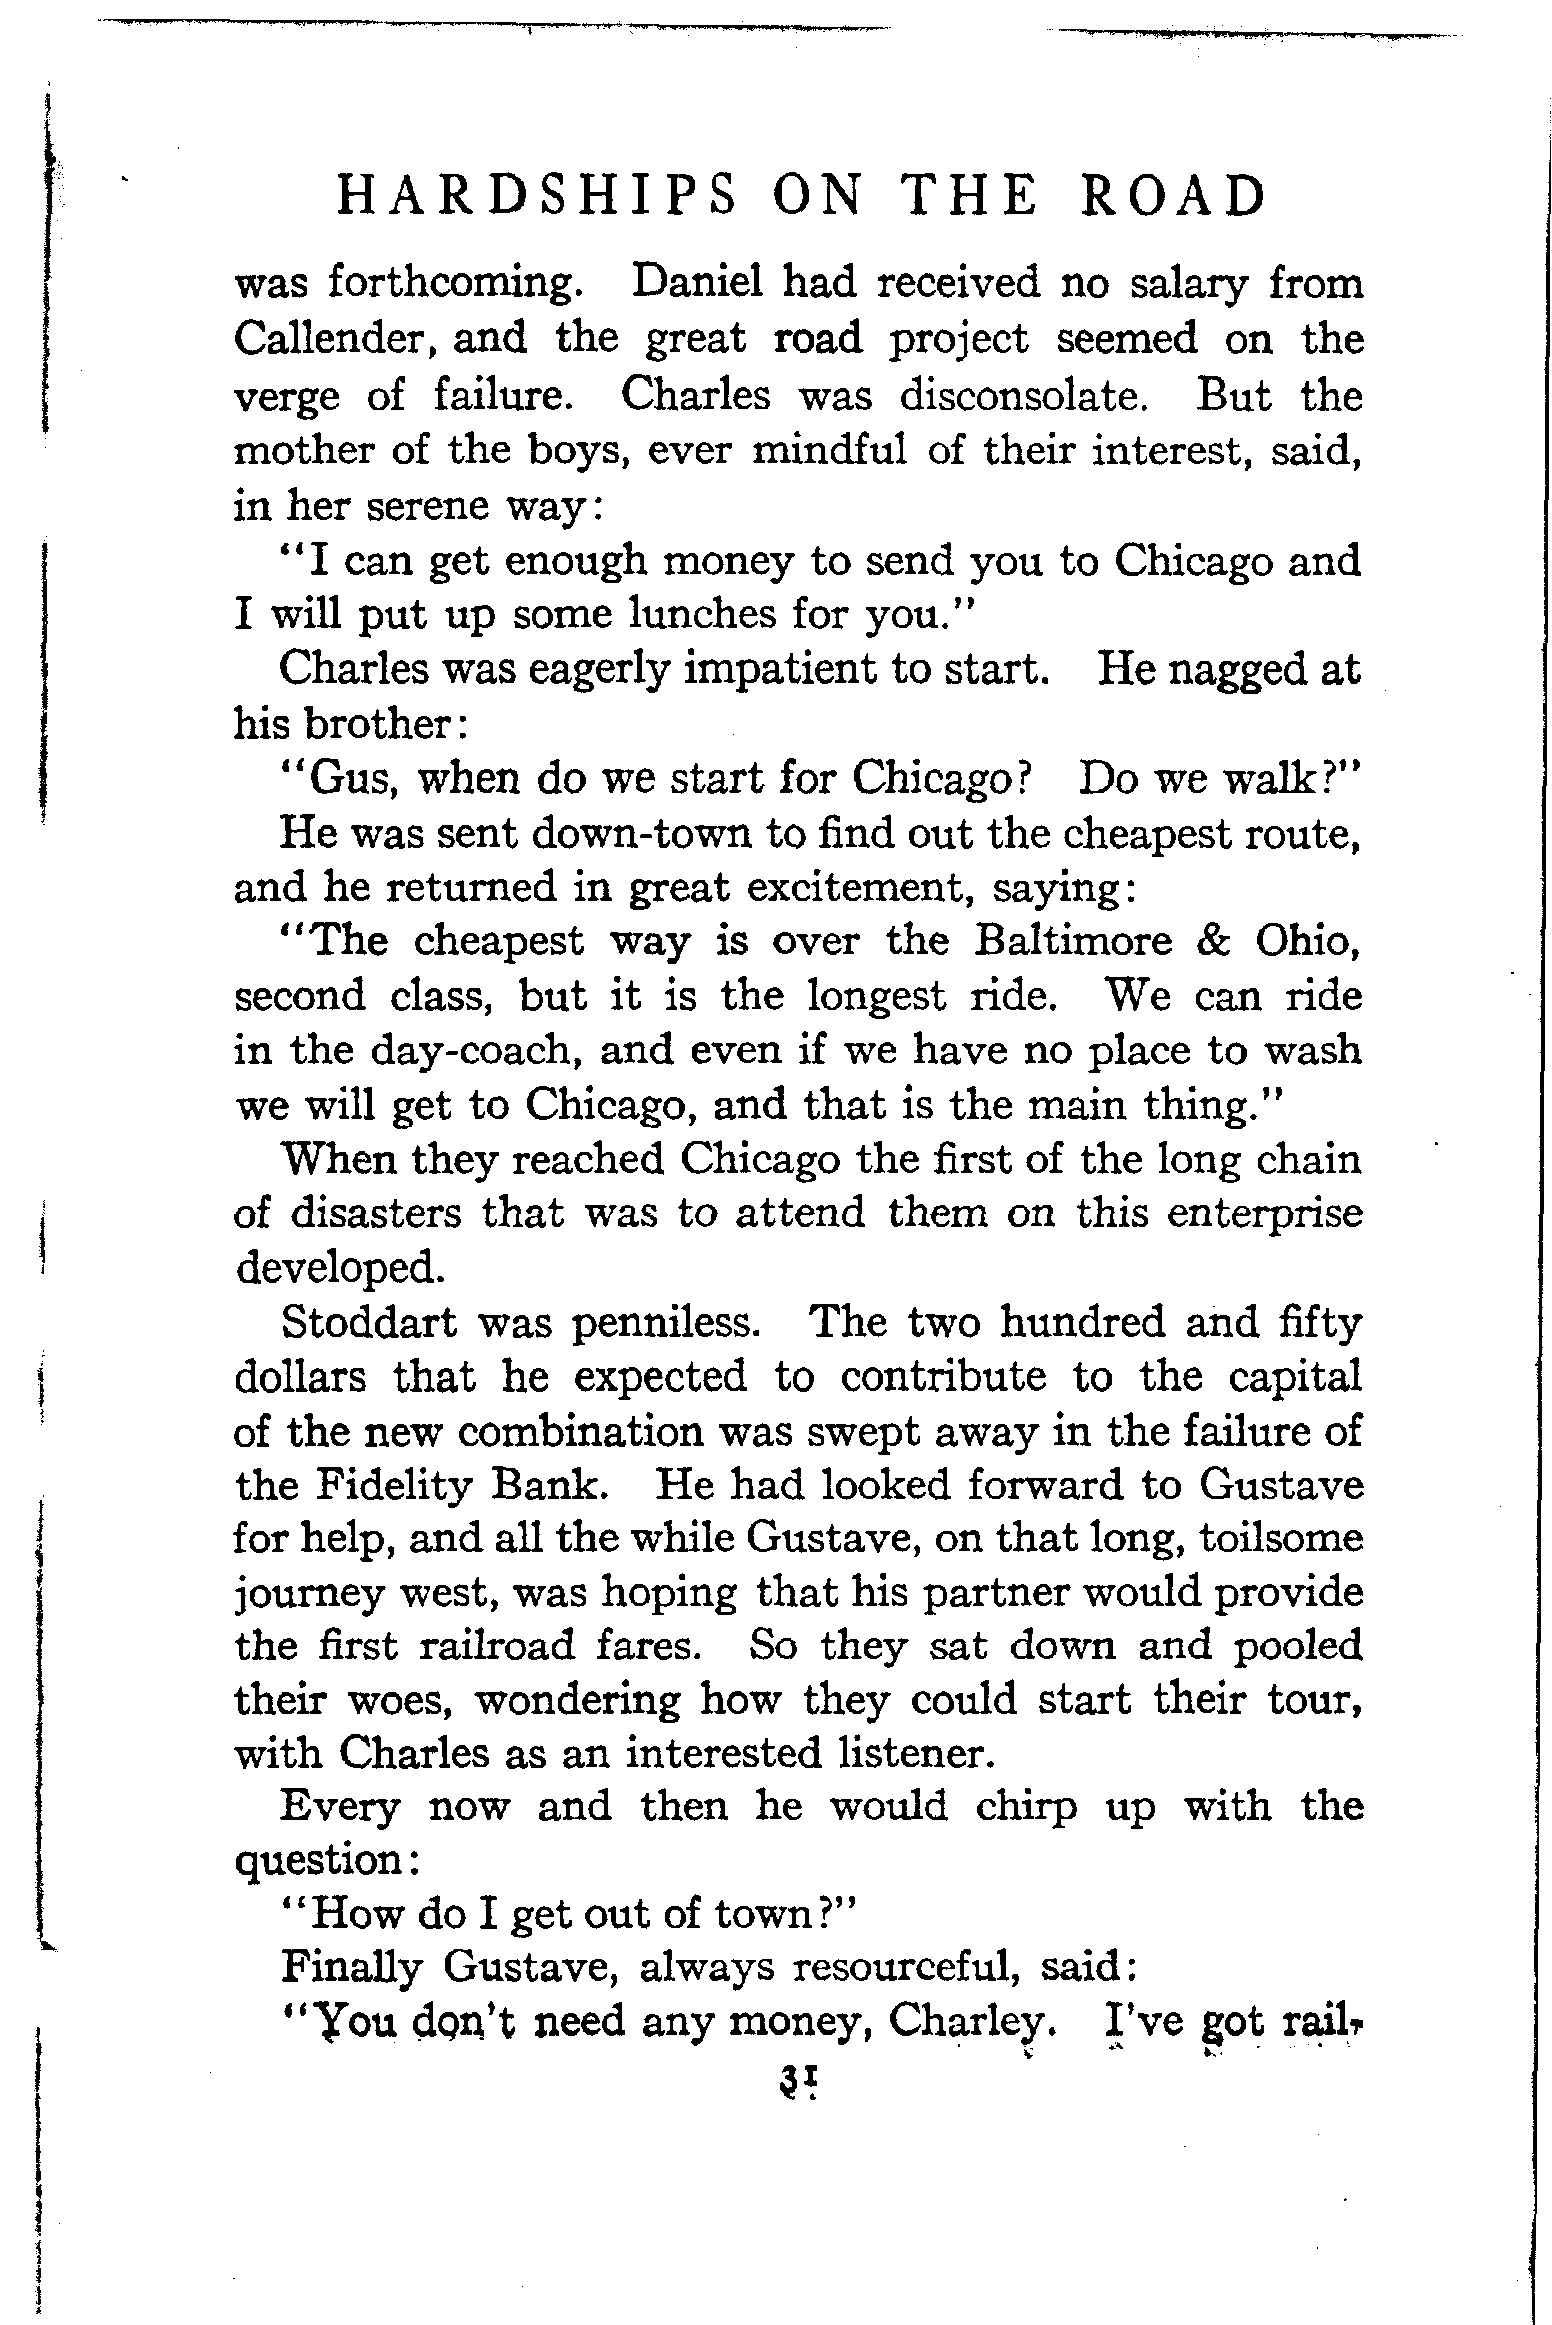 HARDSHIPS ON THE ROAD
was forthcoming. Daniel had received no salary from
Callender, and the great road project seemed on the
verge of failure. Charles was disconsolate. But the
mother of the boys, ever mindful of their interest, said,
in her serene way:
"I can get enough money to send you to Chicago and
I will put up some lunches for you."
Charles was eagerly impatient to start. He nagged at
his brother:
"Gus, when do we start for Chicago? Do we walk?"
He was sent down-town to find out the cheapest route,
and he returned in great excitement, saying:
"The cheapest way is over the Baltimore & Ohio,
second class, but it is the longest ride. We can ride
in the day-coach, and even if we have no place to wash
we will get to Chicago, and that is the main thing."
When they reached Chicago the first of the long chain
of disasters that was to attend them on this enterprise
developed.
Stoddart was penniless. The two hundred and fifty
dollars that he expected to contribute to the capital
of the new combination was swept away in the failure of
the Fidelity Bank. He had looked forward to Gustave
for help, and all the while Gustave, on that long, toilsome
journey west, was hoping that his partner would provide
the first railroad fares. So they sat down and pooled
their woes, wondering how they could start their tour,
with Charles as an interested listener.
Every now and then he would chirp up with the
question:
"How do I get out of town?"
Finally Gustave, always resourceful, said:
"You don't need any money, Charley. I've got rail-
31